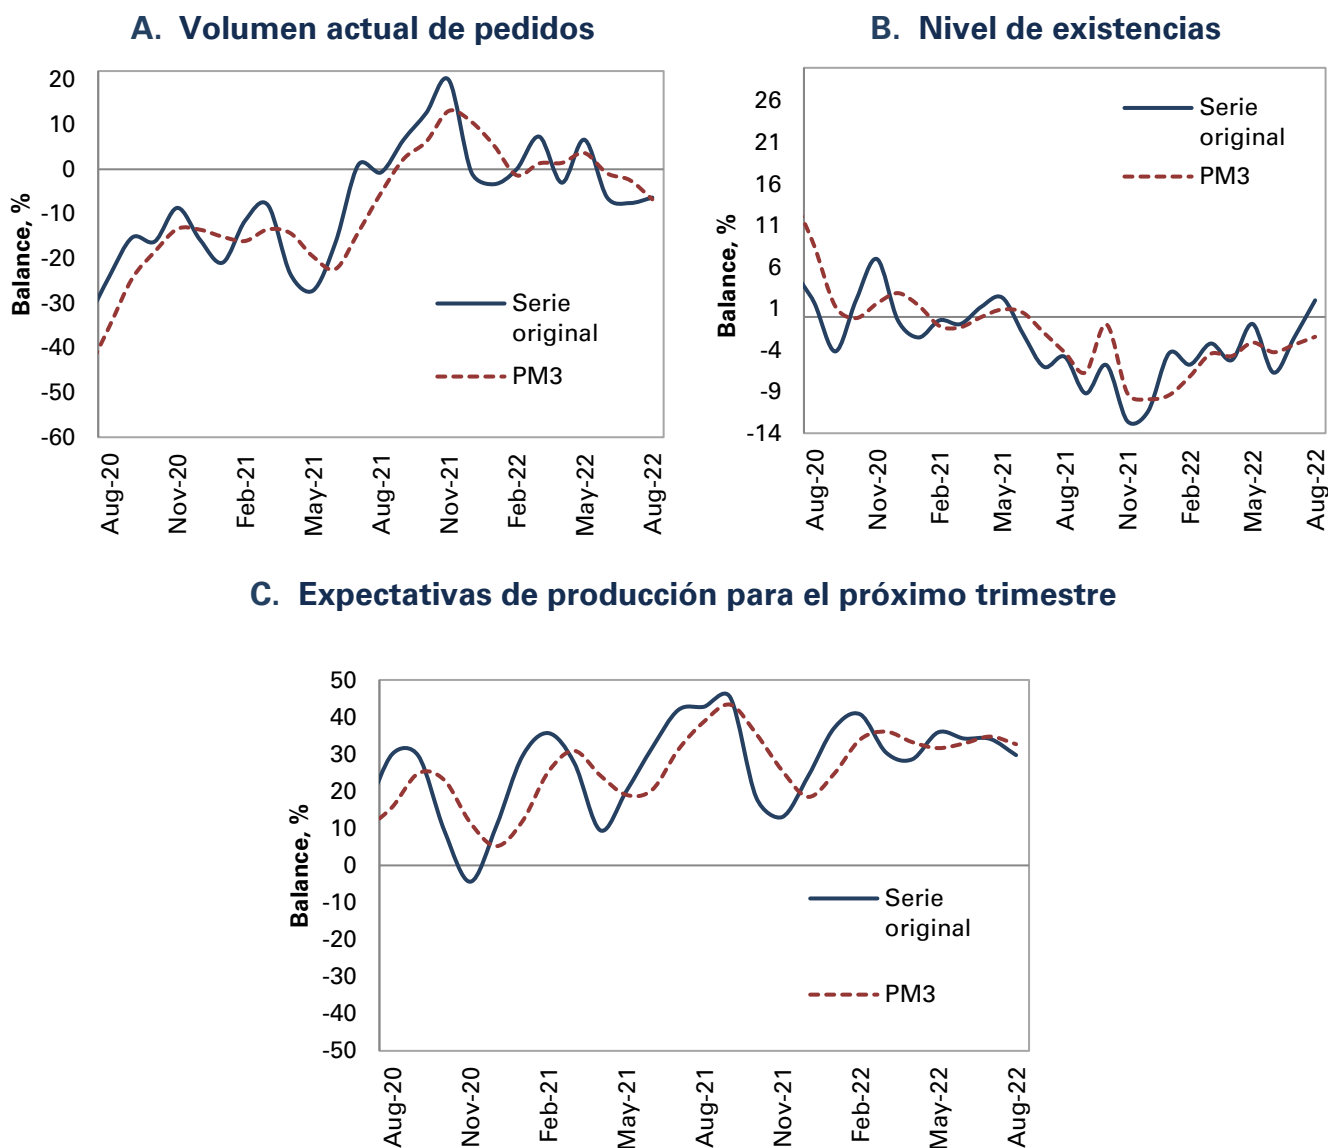 A. Volumen actual de pedidos
20
10
0
-10
-20
-30
-40
-50
-60
Balance, %
Serie
original
PM3
Aug-20
Nov-20
Feb-21
May-21
Aug-21
Nov-21
Feb-22
May-22
Aug-22
B. Nivel de existencias
26
21
16
11
6
1
-4
-9
-14
Balance, %
Serie
original
PM3
Aug-20
Nov-20
Feb-21
May-21
Aug-21
Nov-21
Feb-22
May-22
Aug-22
C. Expectativas de producción para el próximo trimestre
50
40
30
20
10
0
-10
-20
-30
-40
-50
Balance, %
Serie
original
PM3
Aug-20
Nov-20
Feb-21
May-21
Aug-21
Nov-21
Feb-22
May-22
Aug-22